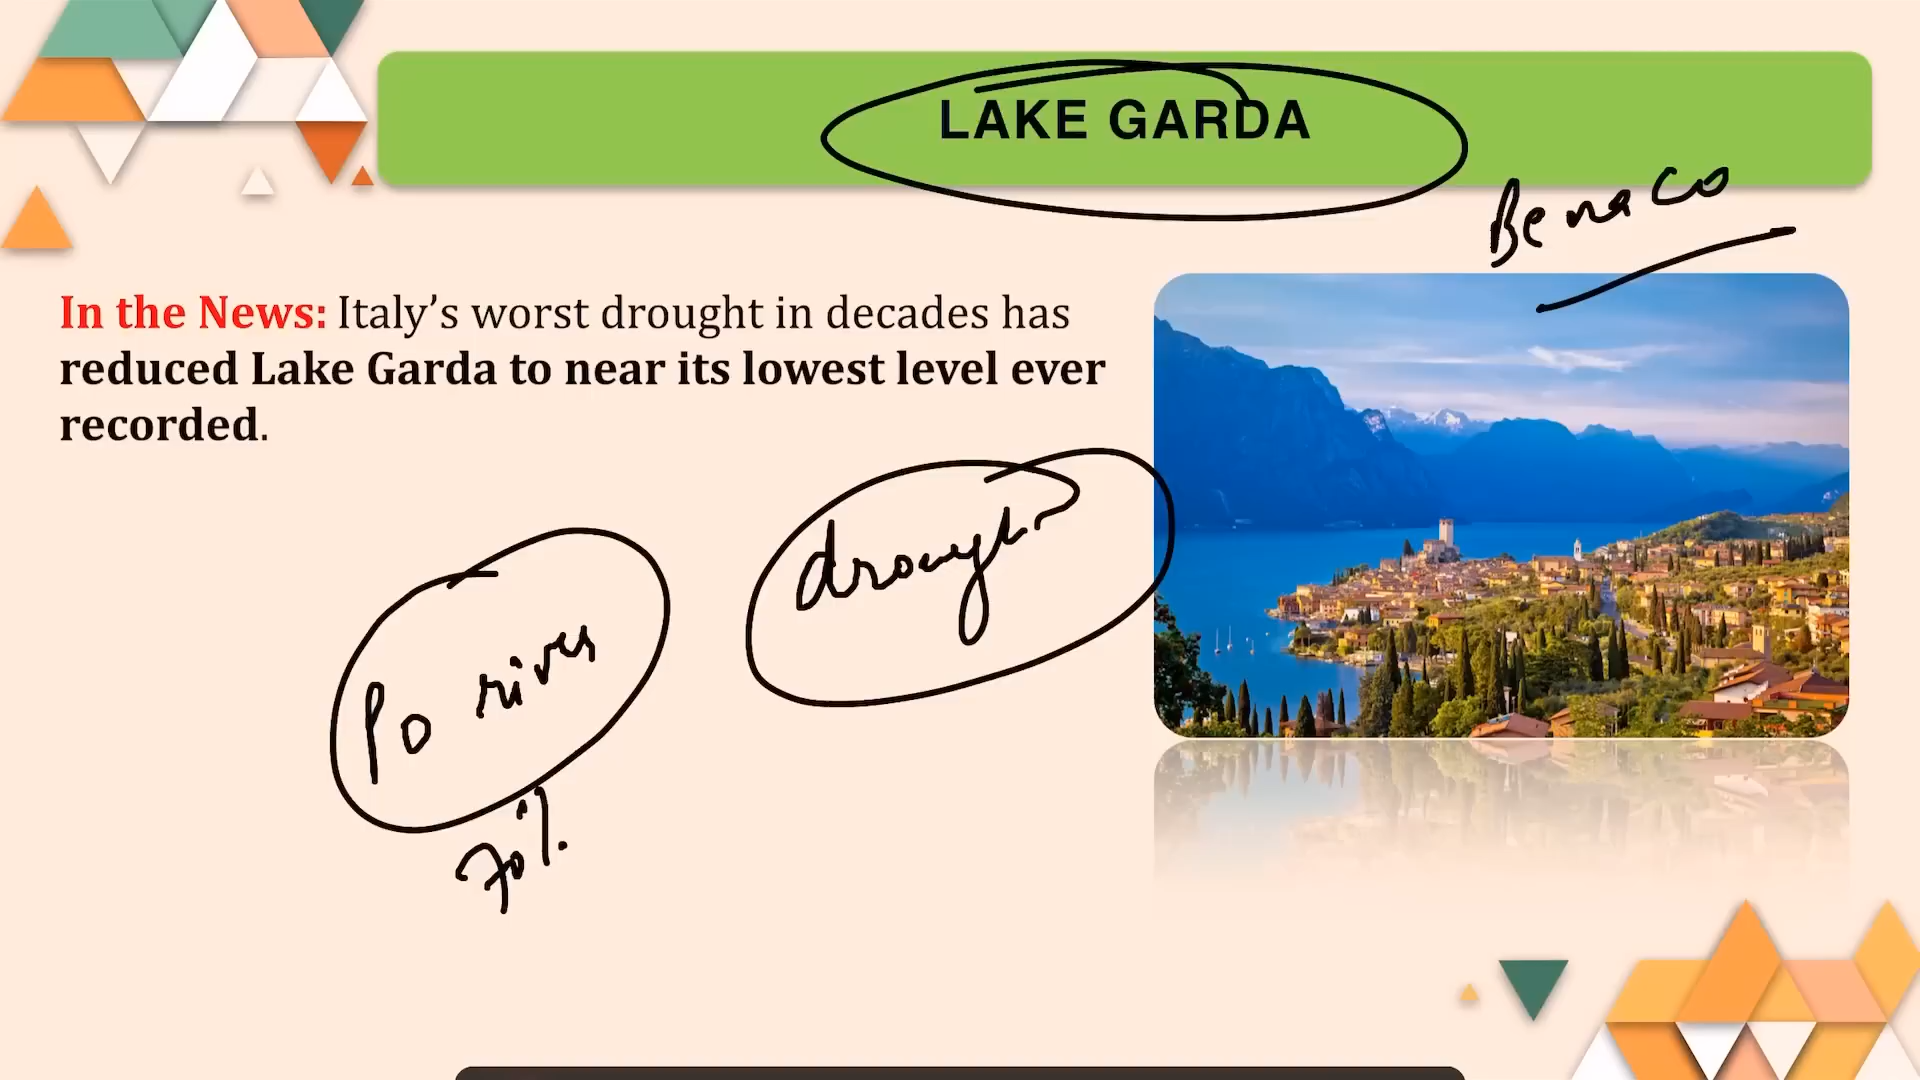 LAKE GARDA
Benaco
In the News: Italy’s worst drought in decades has
reduced Lake Garda to near its lowest level ever
recorded.
drought
Po river
70%